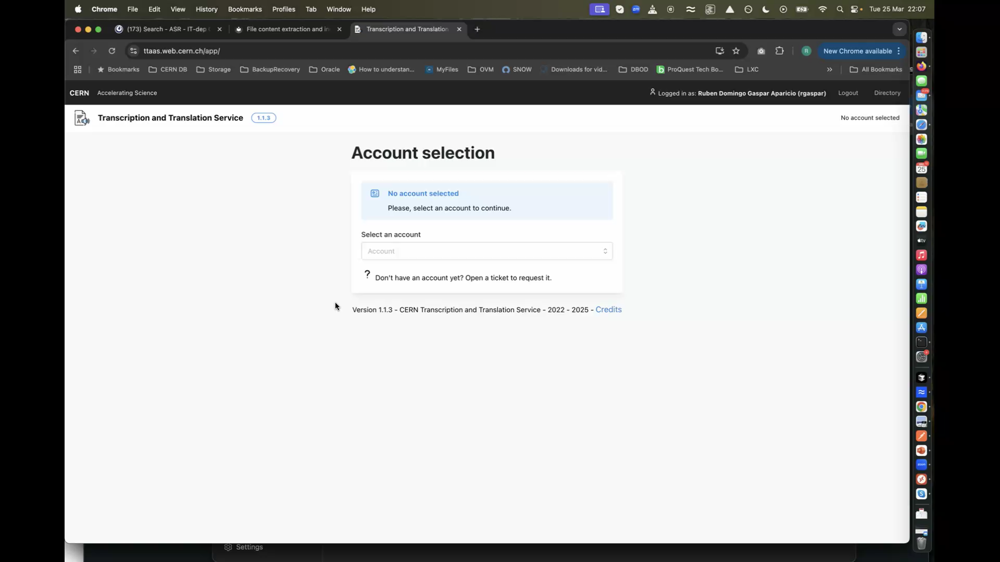 Chrome File Edit View History Bookmarks Profiles Tab Window Help zm Tue 25 Mar 22:07
(173) Search - ASR - IT-dep
File content extraction and in
Transcription and Translation
ttaas.web.cern.ch/app/
R
New Chrome available
Bookmarks CERN DB Storage BackupRecovery Oracle How to understan... MyFiles OVM SNOW Downloads for vid... DBOD ProQuest Tech Bo... LXC » All Bookmarks
CERN Accelerating Science
Logged in as: Ruben Domingo Gaspar Aparicio (rgaspar) Logout Directory
Transcription and Translation Service 1.1.3
No account selected
Account selection
No account selected
Please, select an account to continue.
Select an account
Account
? Don't have an account yet? Open a ticket to request it.
Version 1.1.3 - CERN Transcription and Translation Service - 2022 - 2025 - Credits
25
tv
zoom
Settings